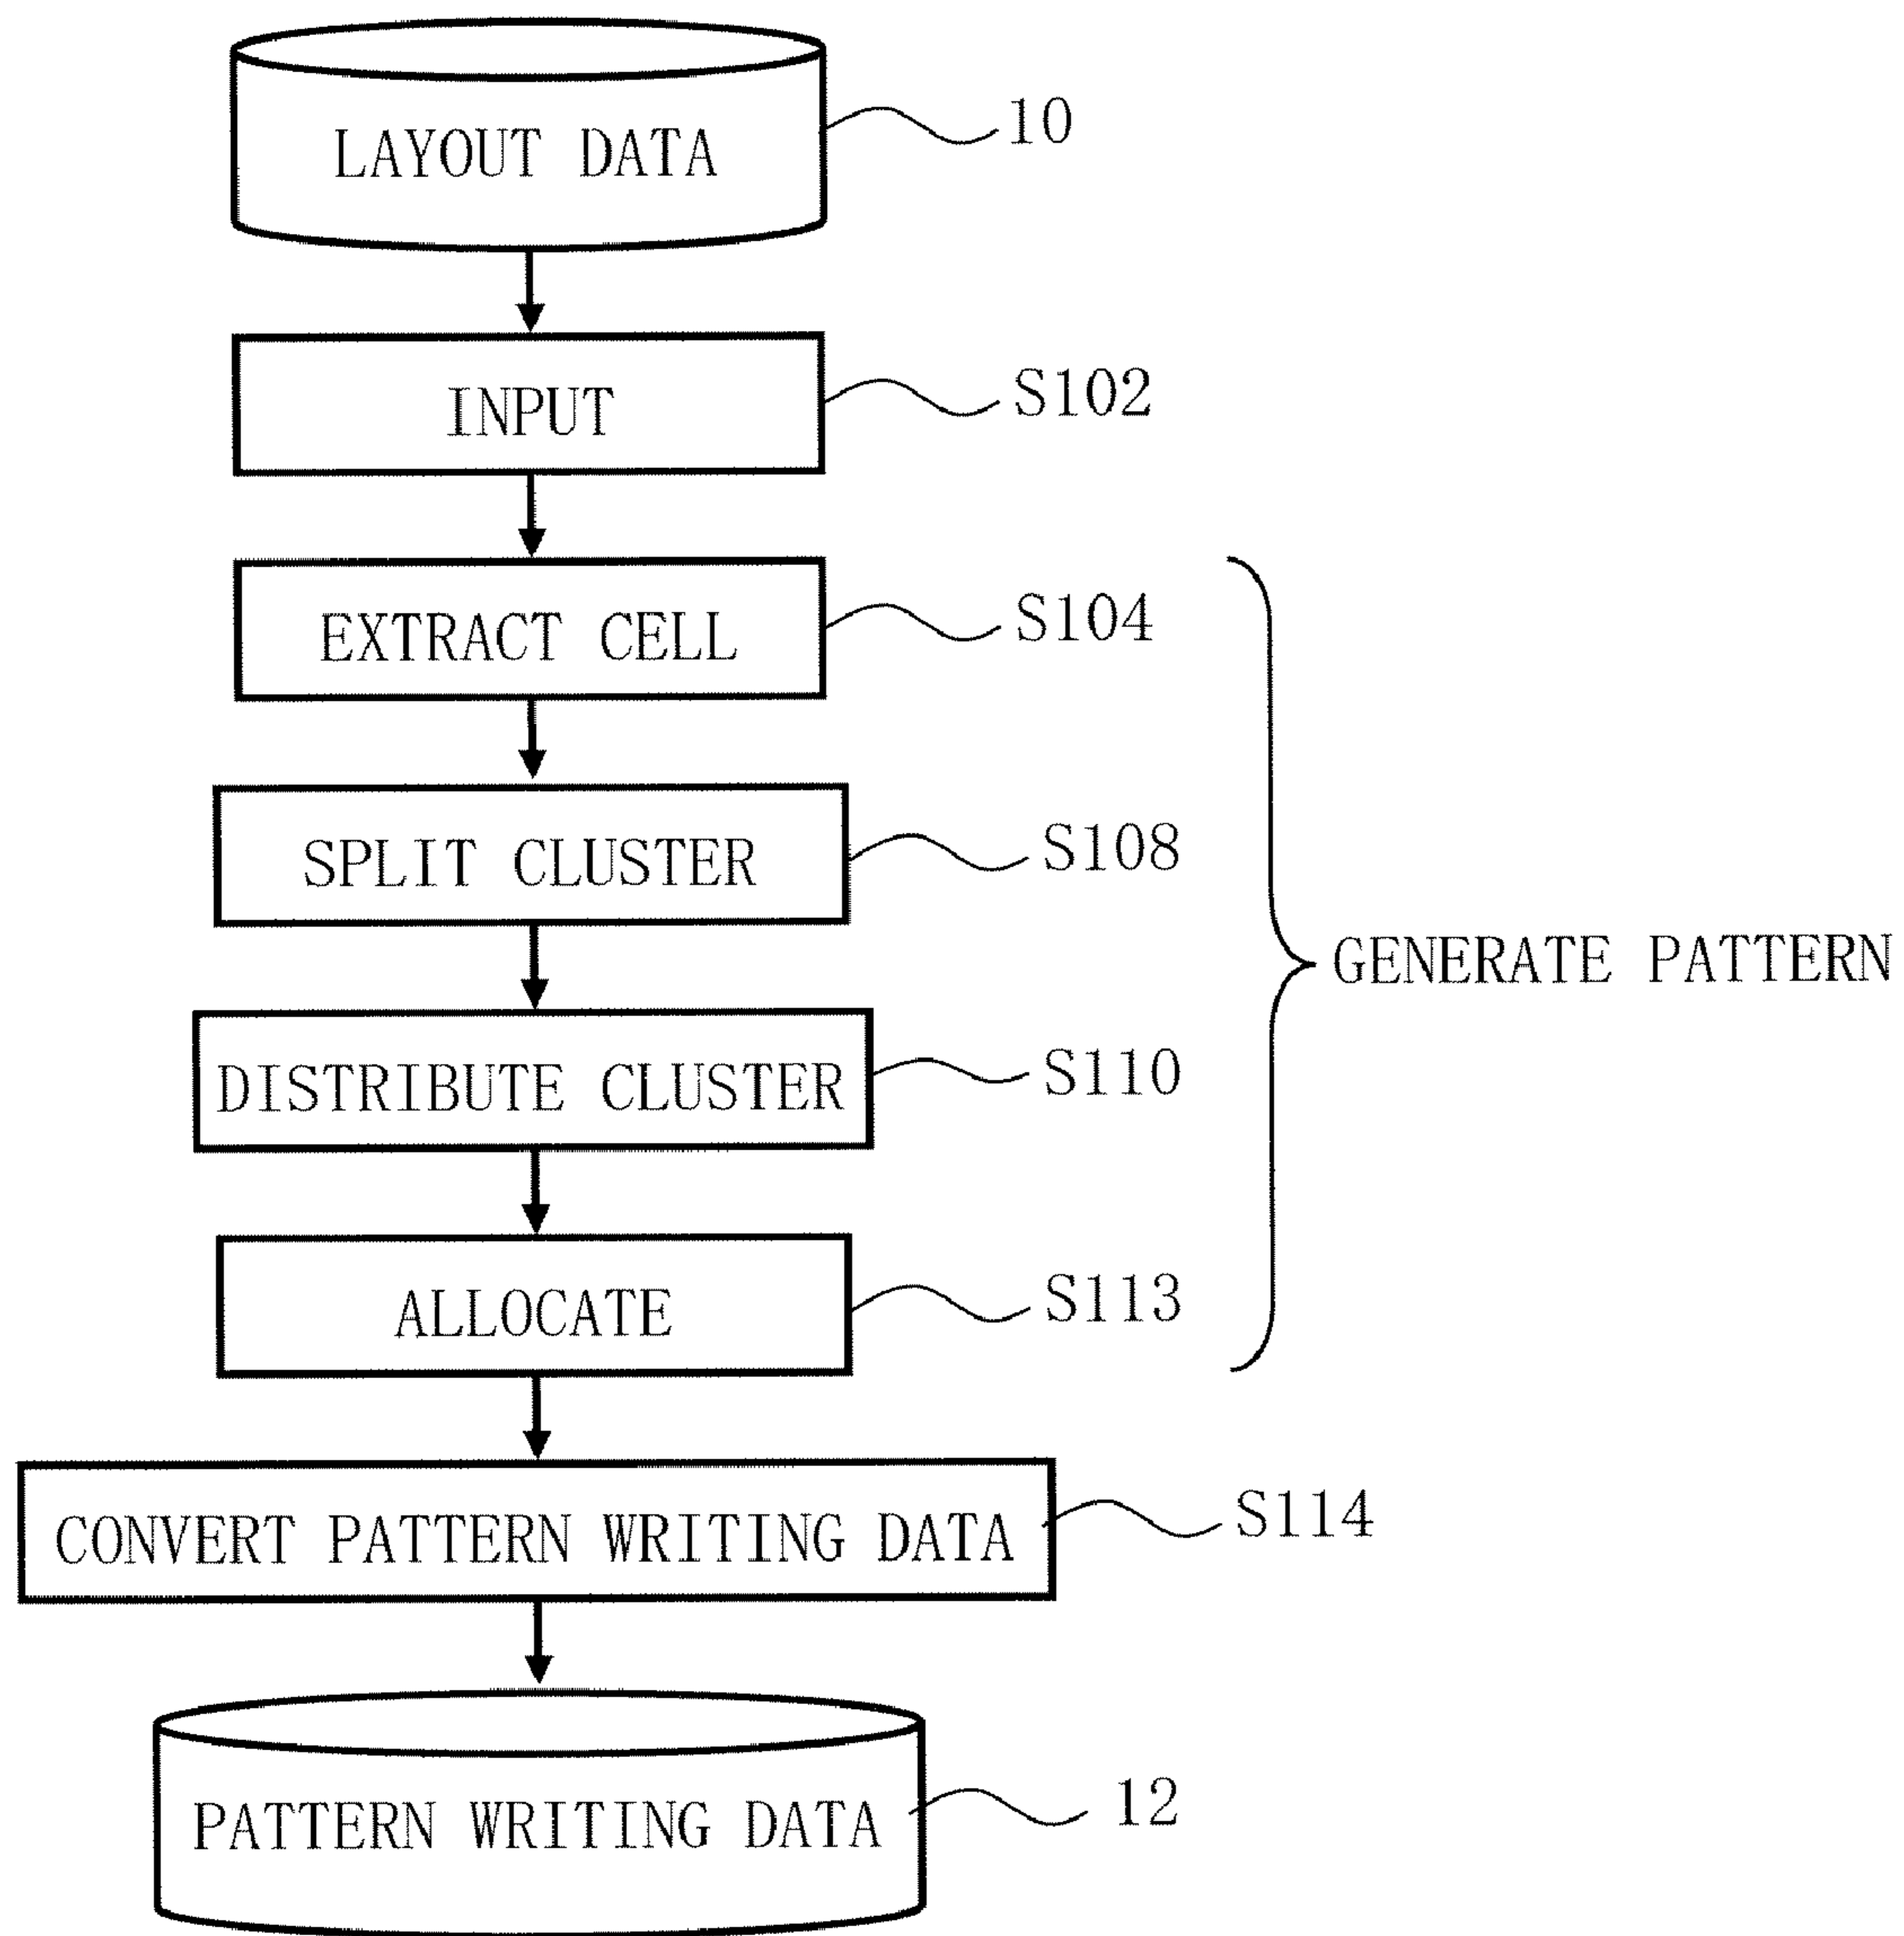 LAYOUT DATA
10
INPUT
S102
EXTRACT CELL
S104
SPLIT CLUSTER
S108
GENERATE PATTERN
DISTRIBUTE CLUSTER
S110
ALLOCATE
S113
CONVERT PATTERN WRITING DATA
S114
PATTERN WRITING DATA
12